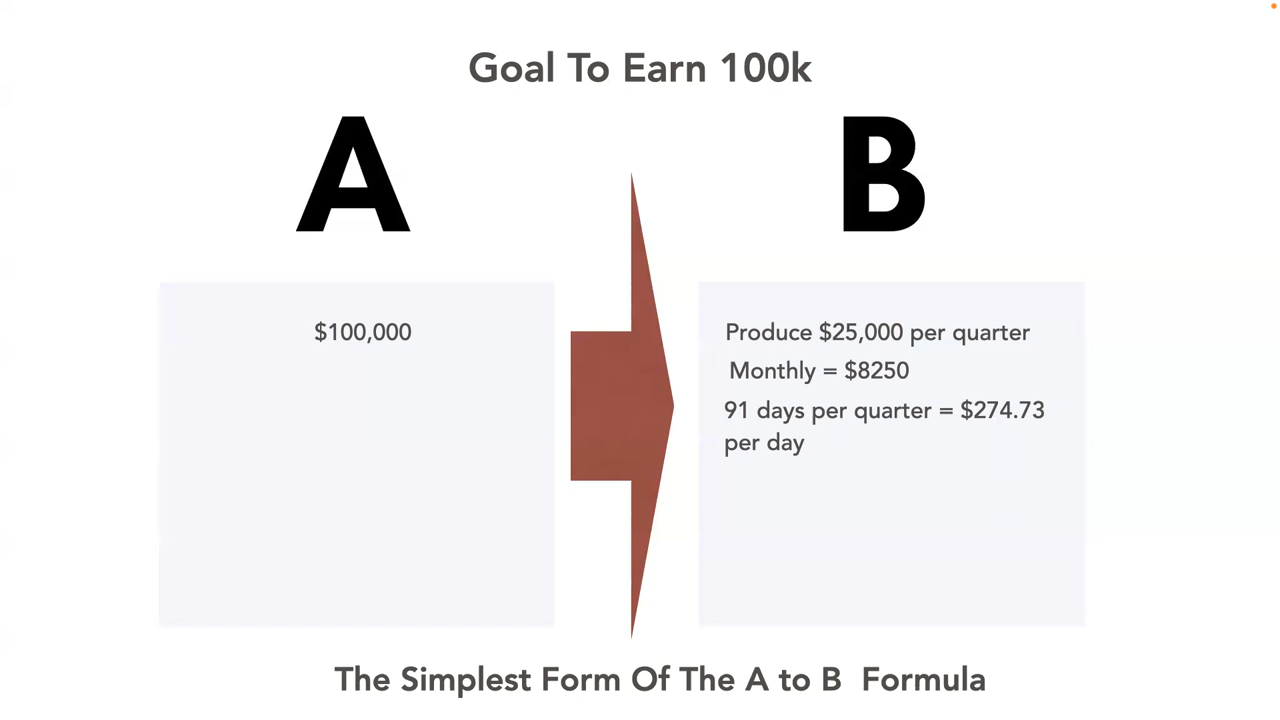 Goal To Earn 100k
A
B
$100,000
Produce $25,000 per quarter
Monthly = $8250
91 days per quarter = $274.73
per day
The Simplest Form Of The A to B  Formula